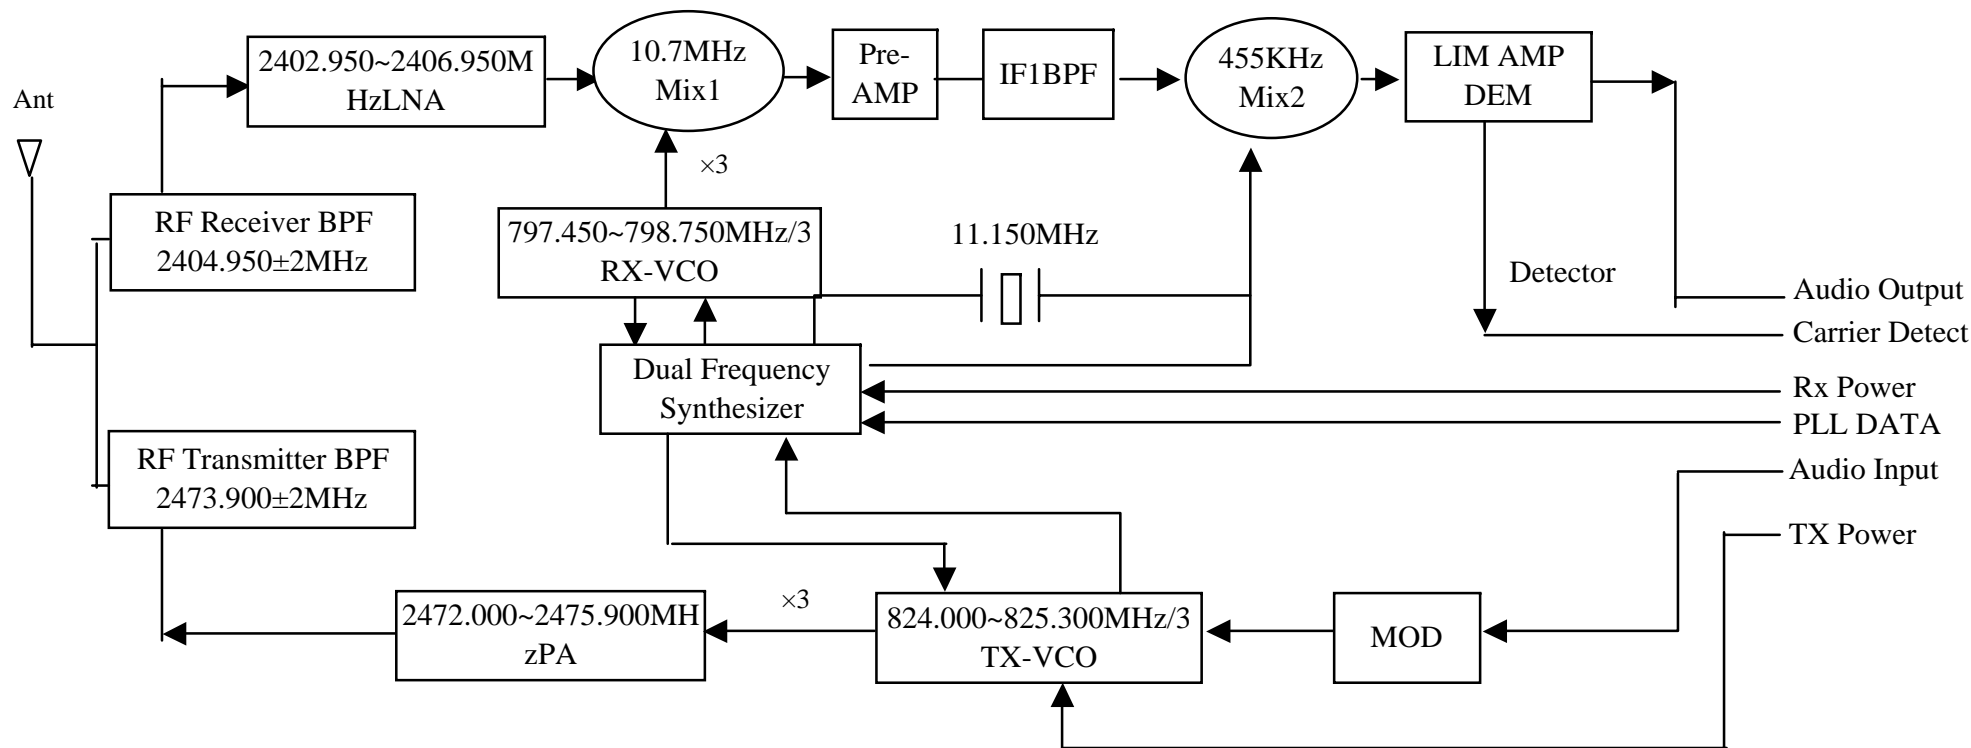 Ant
2402.950~2406.950M
HzLNA
10.7MHz
Mix1
Pre-
AMP
IF1BPF
455KHz
Mix2
LIM AMP
DEM
×3
RF Receiver BPF
2404.950±2MHz
797.450~798.750MHz/3
RX-VCO
11.150MHz
Detector
Audio Output
Carrier Detect
Dual Frequency
Synthesizer
Rx Power
PLL DATA
Audio Input
TX Power
RF Transmitter BPF
2473.900±2MHz
2472.000~2475.900MH
zPA
×3
824.000~825.300MHz/3
TX-VCO
MOD